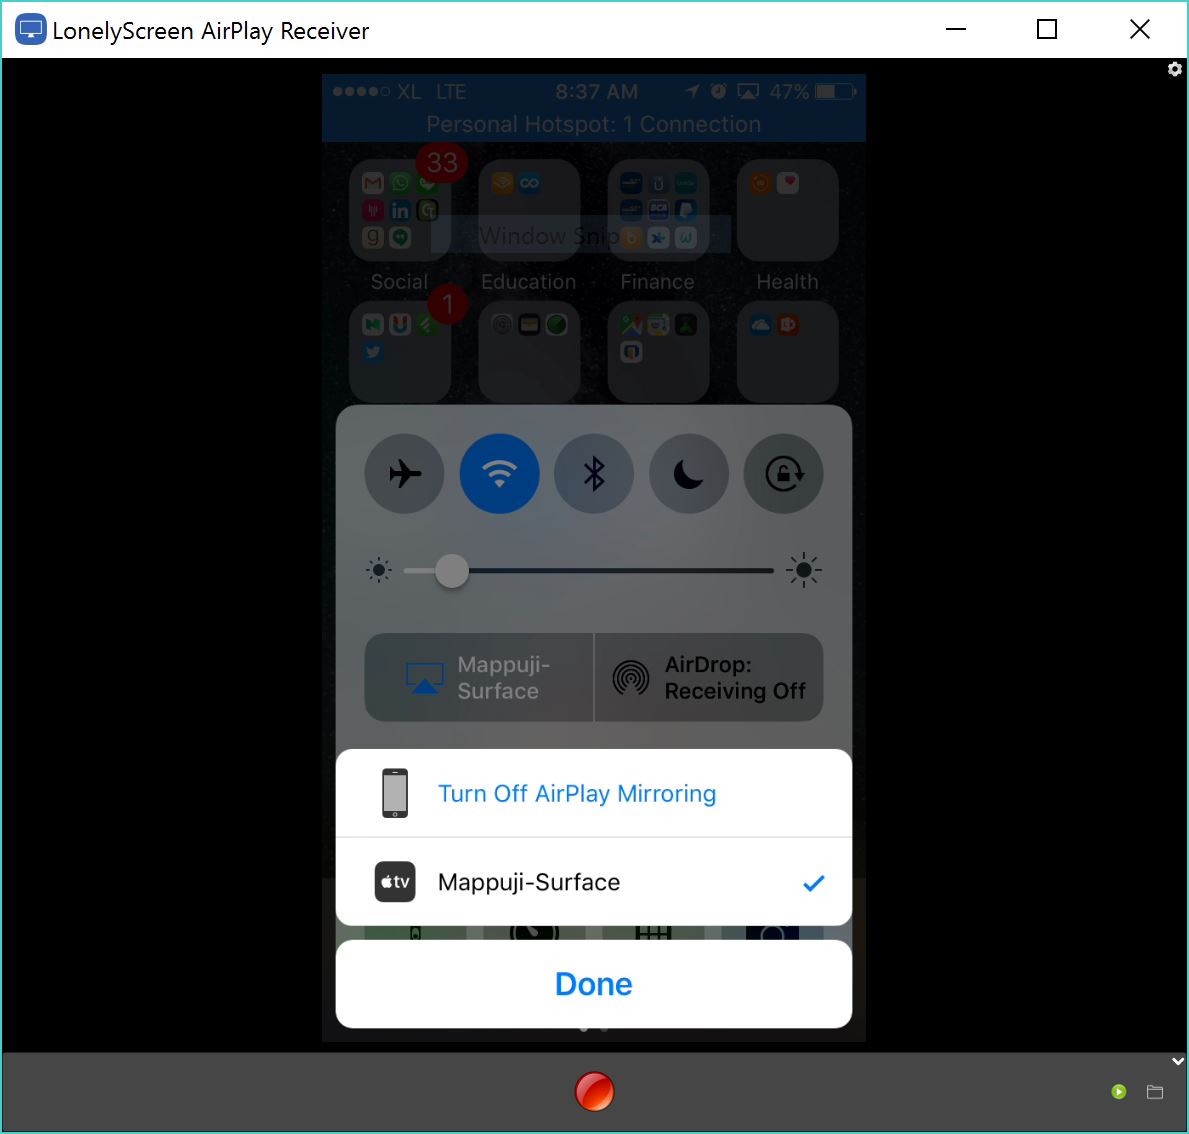 LonelyScreen AirPlay Receiver
XL LTE 8:37 AM 47%
Personal Hotspot: 1 Connection
33
Window Snip
Social Education Finance Health
1
Mappuji-
Surface
AirDrop:
Receiving Off
Turn Off AirPlay Mirroring
tv
Mappuji-Surface
Done